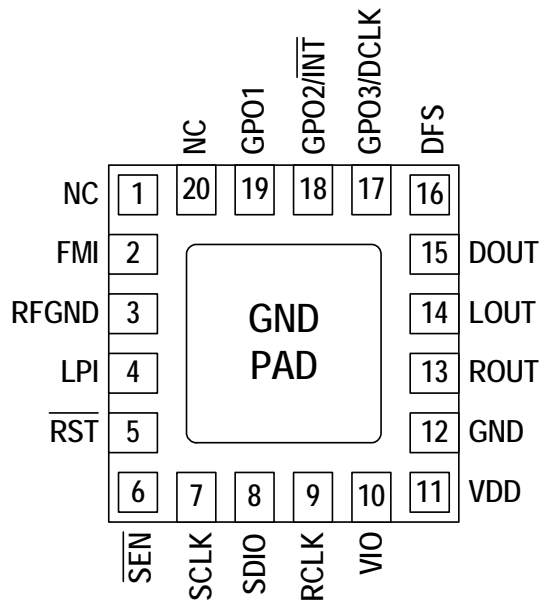 NC
GPO1
GPO2/INT
GPO3/DCLK
DFS
NC 1 20 19 18 17 16
FMI 2 15 DOUT
RFGND 3 GND 14 LOUT
LPI 4 PAD 13 ROUT
RST 5 12 GND
6 7 8 9 10 11 VDD
SEN
SCLK
SDIO
RCLK
VIO